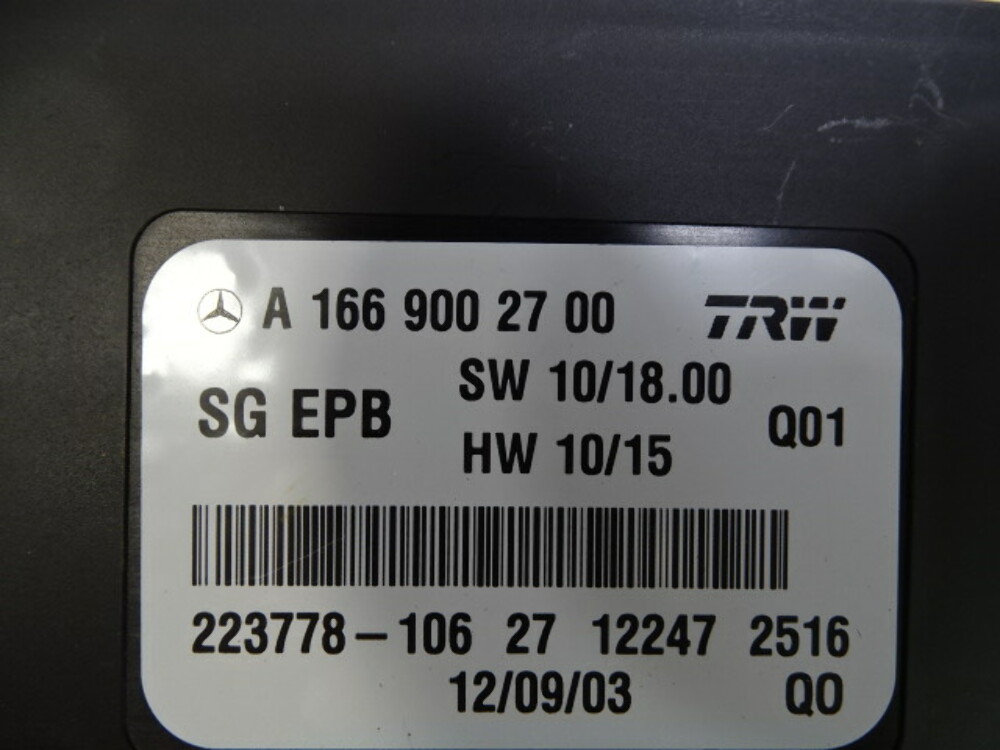 A 166 900 27 00 TRW
SW 10/18.00
SG EPB Q01
HW 10/15
223778-106 27 12247 2516
12/09/03 QO